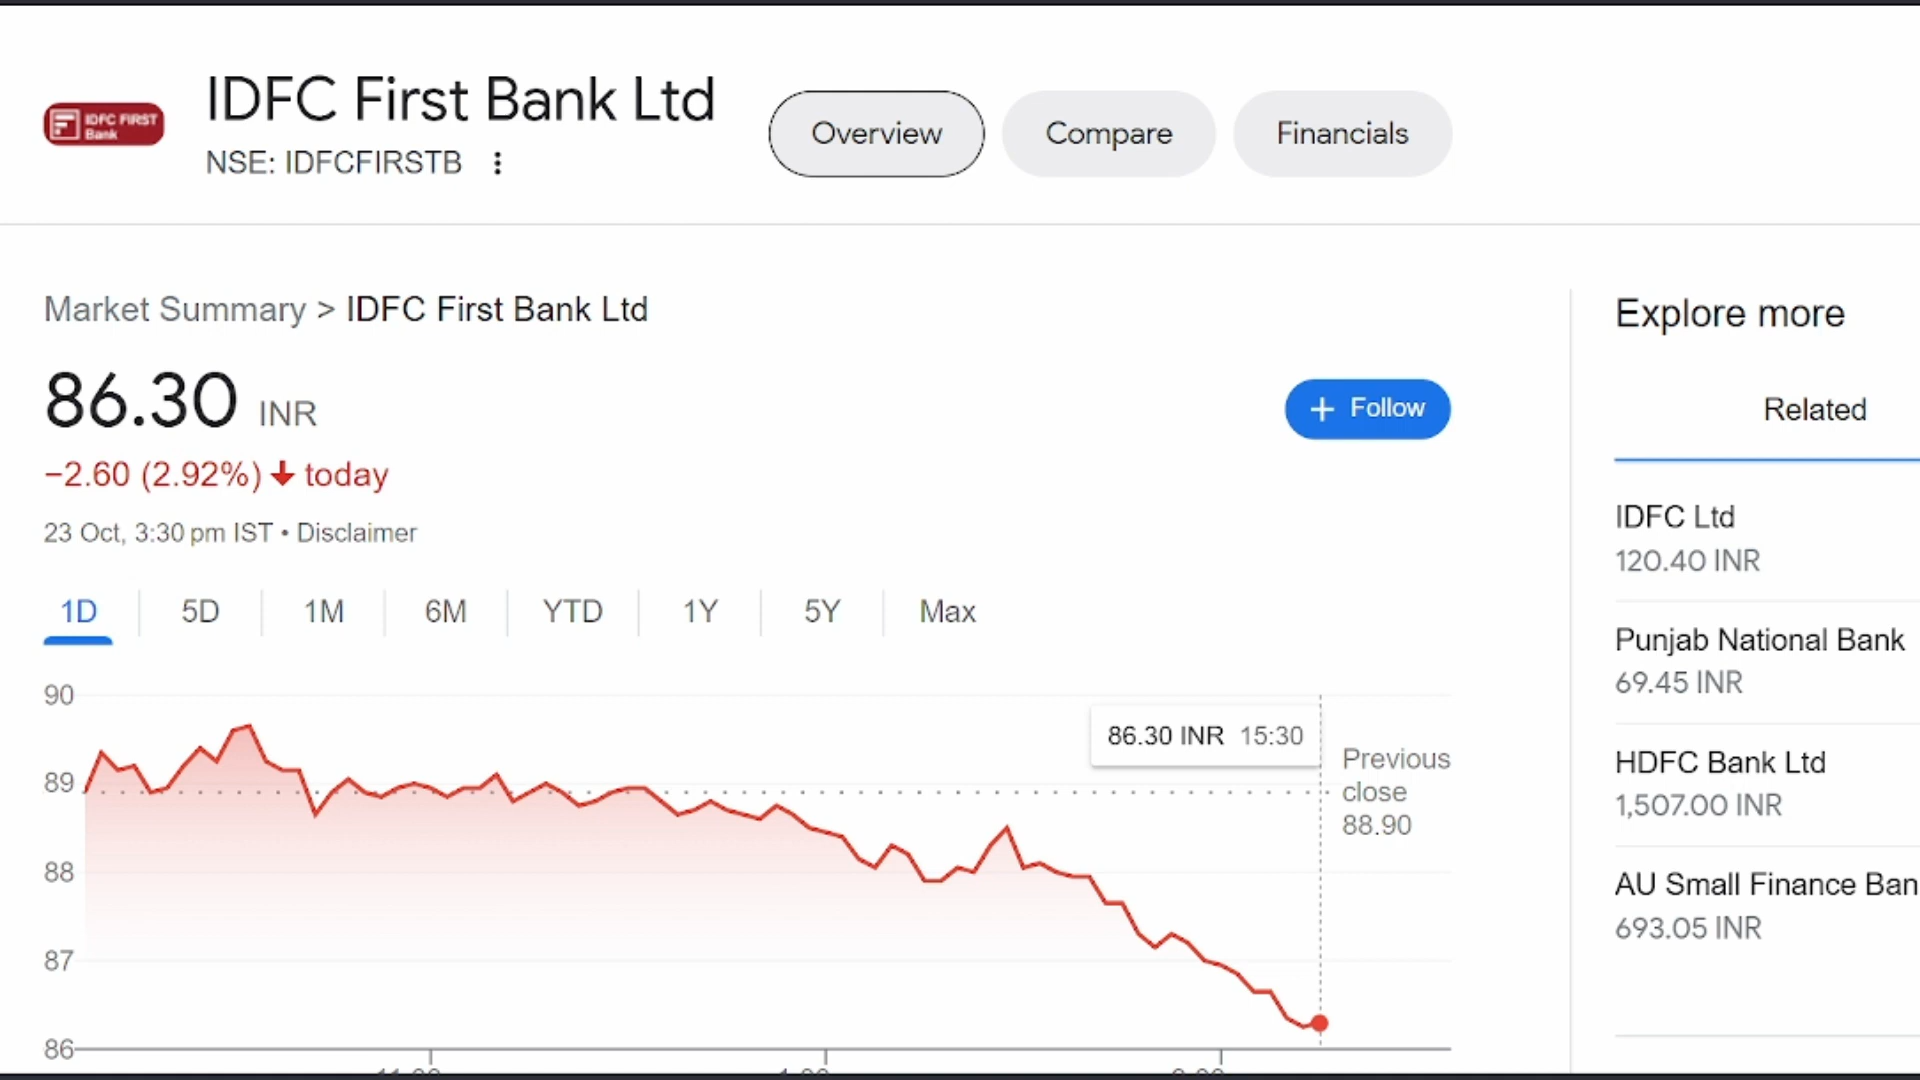 IDFC FIRST
Bank
IDFC First Bank Ltd
NSE: IDFCFIRSTB
Overview
Compare
Financials
Market Summary > IDFC First Bank Ltd
86.30 INR
+ Follow
−2.60 (2.92%) ↓ today
23 Oct, 3:30 pm IST • Disclaimer
1D
5D
1M
6M
YTD
1Y
5Y
Max
90
89
88
87
86
86.30 INR 15:30
Previous
close
88.90
Explore more
Related
IDFC Ltd
120.40 INR
Punjab National Bank
69.45 INR
HDFC Bank Ltd
1,507.00 INR
AU Small Finance Ban
693.05 INR